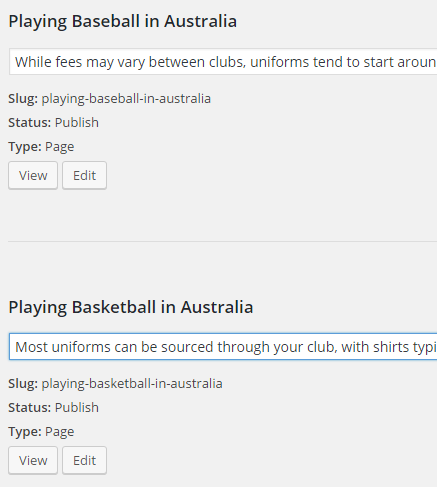 Playing Baseball in Australia
While fees may vary between clubs, uniforms tend to start
Slug: playing-baseball-in-australia
Status: Publish
Type: Page
View Edit
Playing Basketball in Australia
Most uniforms can be sourced through your club, with shirts
Slug: playing-basketball-in-australia
Status: Publish
Type: Page
View Edit